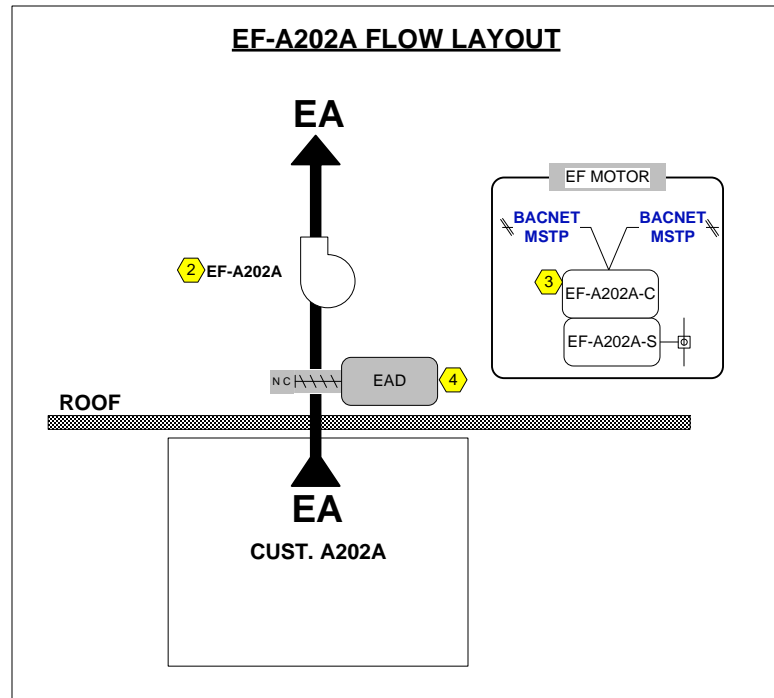 EF-A202A FLOW LAYOUT
EA
EF MOTOR
BACNET MSTP
BACNET MSTP
2 EF-A202A
3
EF-A202A-C
EF-A202A-S
N C
EAD
4
ROOF
EA
CUST. A202A